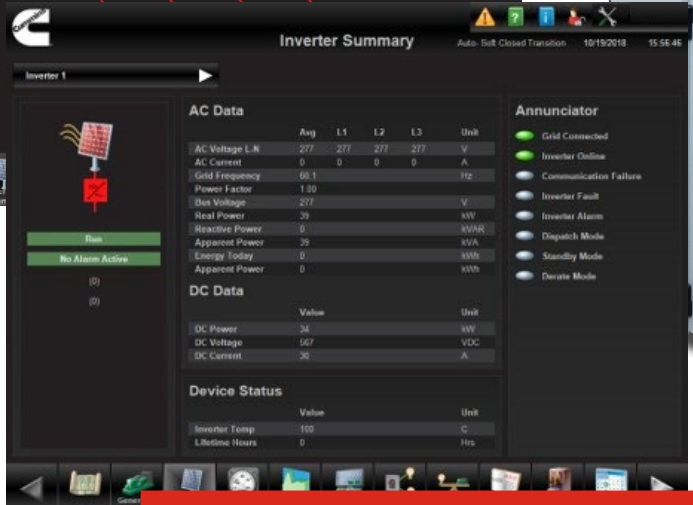 Cummins
Inverter Summary
Auto- Soft Closed Transition 10/19/2018 15:56:46
Inverter 1
Run
No Alarm Active
(0)
(0)
AC Data
Avg L1 L2 L3 Unit
AC Voltage L-N 277 277 277 277 V
AC Current 0 0 0 0 A
Grid Frequency 60.1 Hz
Power Factor 1.00
Bus Voltage 277 V
Real Power 39 kW
Reactive Power 0 kVAR
Apparent Power 39 kVA
Energy Today 0 kWh
Apparent Power 0 kWh
DC Data
Value Unit
DC Power 34 kW
DC Voltage 567 VDC
DC Current 30 A
Device Status
Value Unit
Inverter Temp 100 C
Lifetime Hours 0 Hrs
Annunciator
Grid Connected
Inverter Online
Communication Failure
Inverter Fault
Inverter Alarm
Dispatch Mode
Standby Mode
Derate Mode